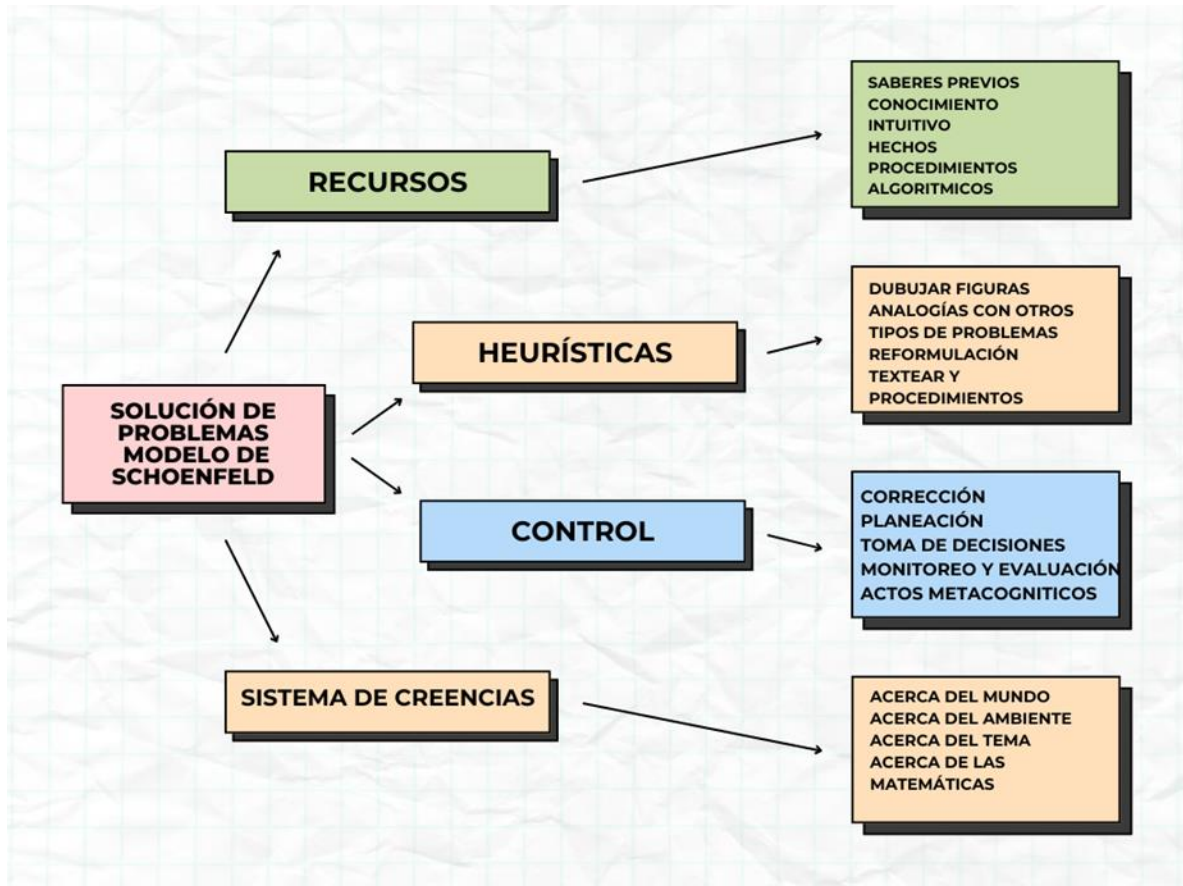 SOLUCIÓN DE
PROBLEMAS
MODELO DE
SCHOENFELD
RECURSOS
SABERES PREVIOS
CONOCIMIENTO
INTUITIVO
HECHOS
PROCEDIMIENTOS
ALGORITMICOS
HEURÍSTICAS
DUBUJAR FIGURAS
ANALOGÍAS CON OTROS
TIPOS DE PROBLEMAS
REFORMULACIÓN
TEXTEAR Y
PROCEDIMIENTOS
CONTROL
CORRECCIÓN
PLANEACIÓN
TOMA DE DECISIONES
MONITOREO Y EVALUACIÓN
ACTOS METACOGNITICOS
SISTEMA DE CREENCIAS
ACERCA DEL MUNDO
ACERCA DEL AMBIENTE
ACERCA DEL TEMA
ACERCA DE LAS
MATEMÁTICAS